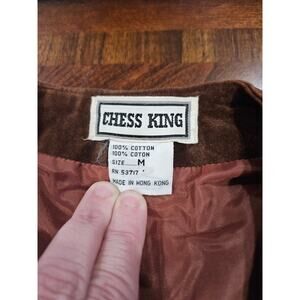 CHESS KING
100% COTTON
100% COTON
SIZE M
RN 53717
MADE IN HONG KONG